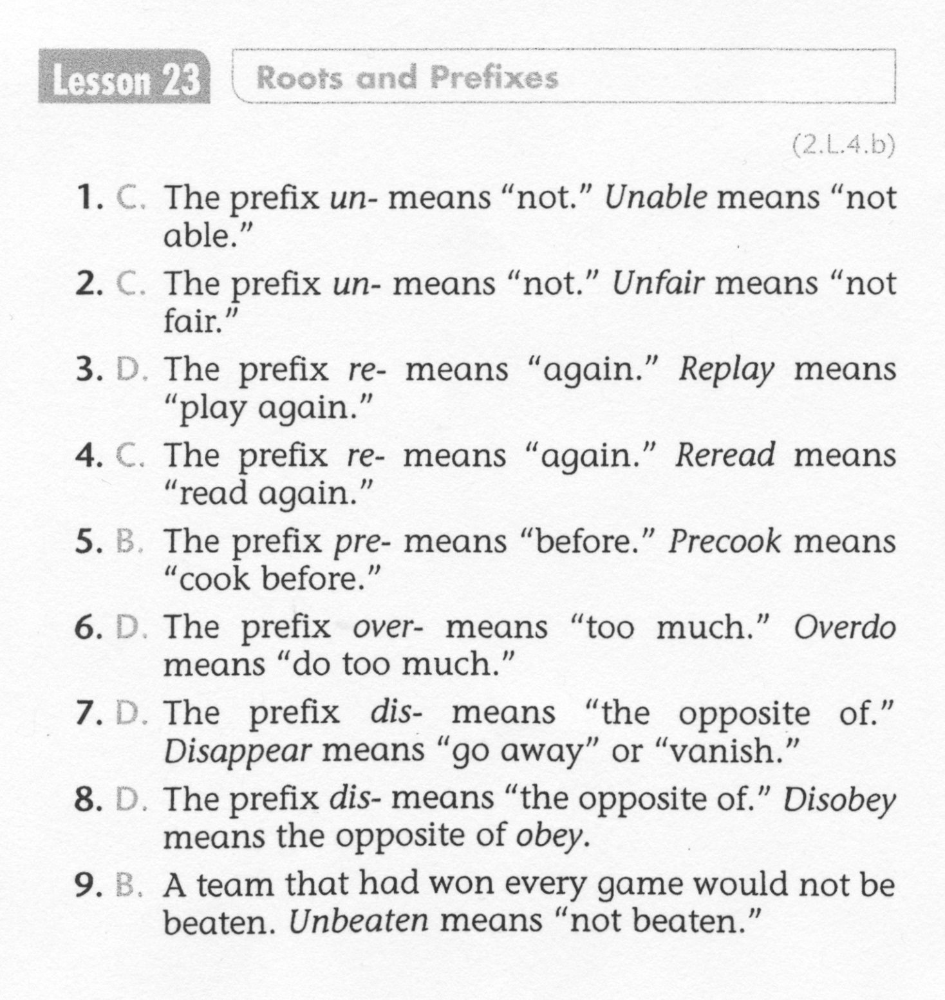 Lesson 23 Roots and Prefixes
(2.L.4.b)
1. C. The prefix un- means “not.” Unable means “not
able.”
2. C. The prefix un- means “not.” Unfair means “not
fair.”
3. D. The prefix re- means “again.” Replay means
“play again.”
4. C. The prefix re- means “again.” Reread means
“read again.”
5. B. The prefix pre- means “before.” Precook means
“cook before.”
6. D. The prefix over- means “too much.” Overdo
means “do too much.”
7. D. The prefix dis- means “the opposite of.”
Disappear means “go away” or “vanish.”
8. D. The prefix dis- means “the opposite of.” Disobey
means the opposite of obey.
9. B. A team that had won every game would not be
beaten. Unbeaten means “not beaten.”